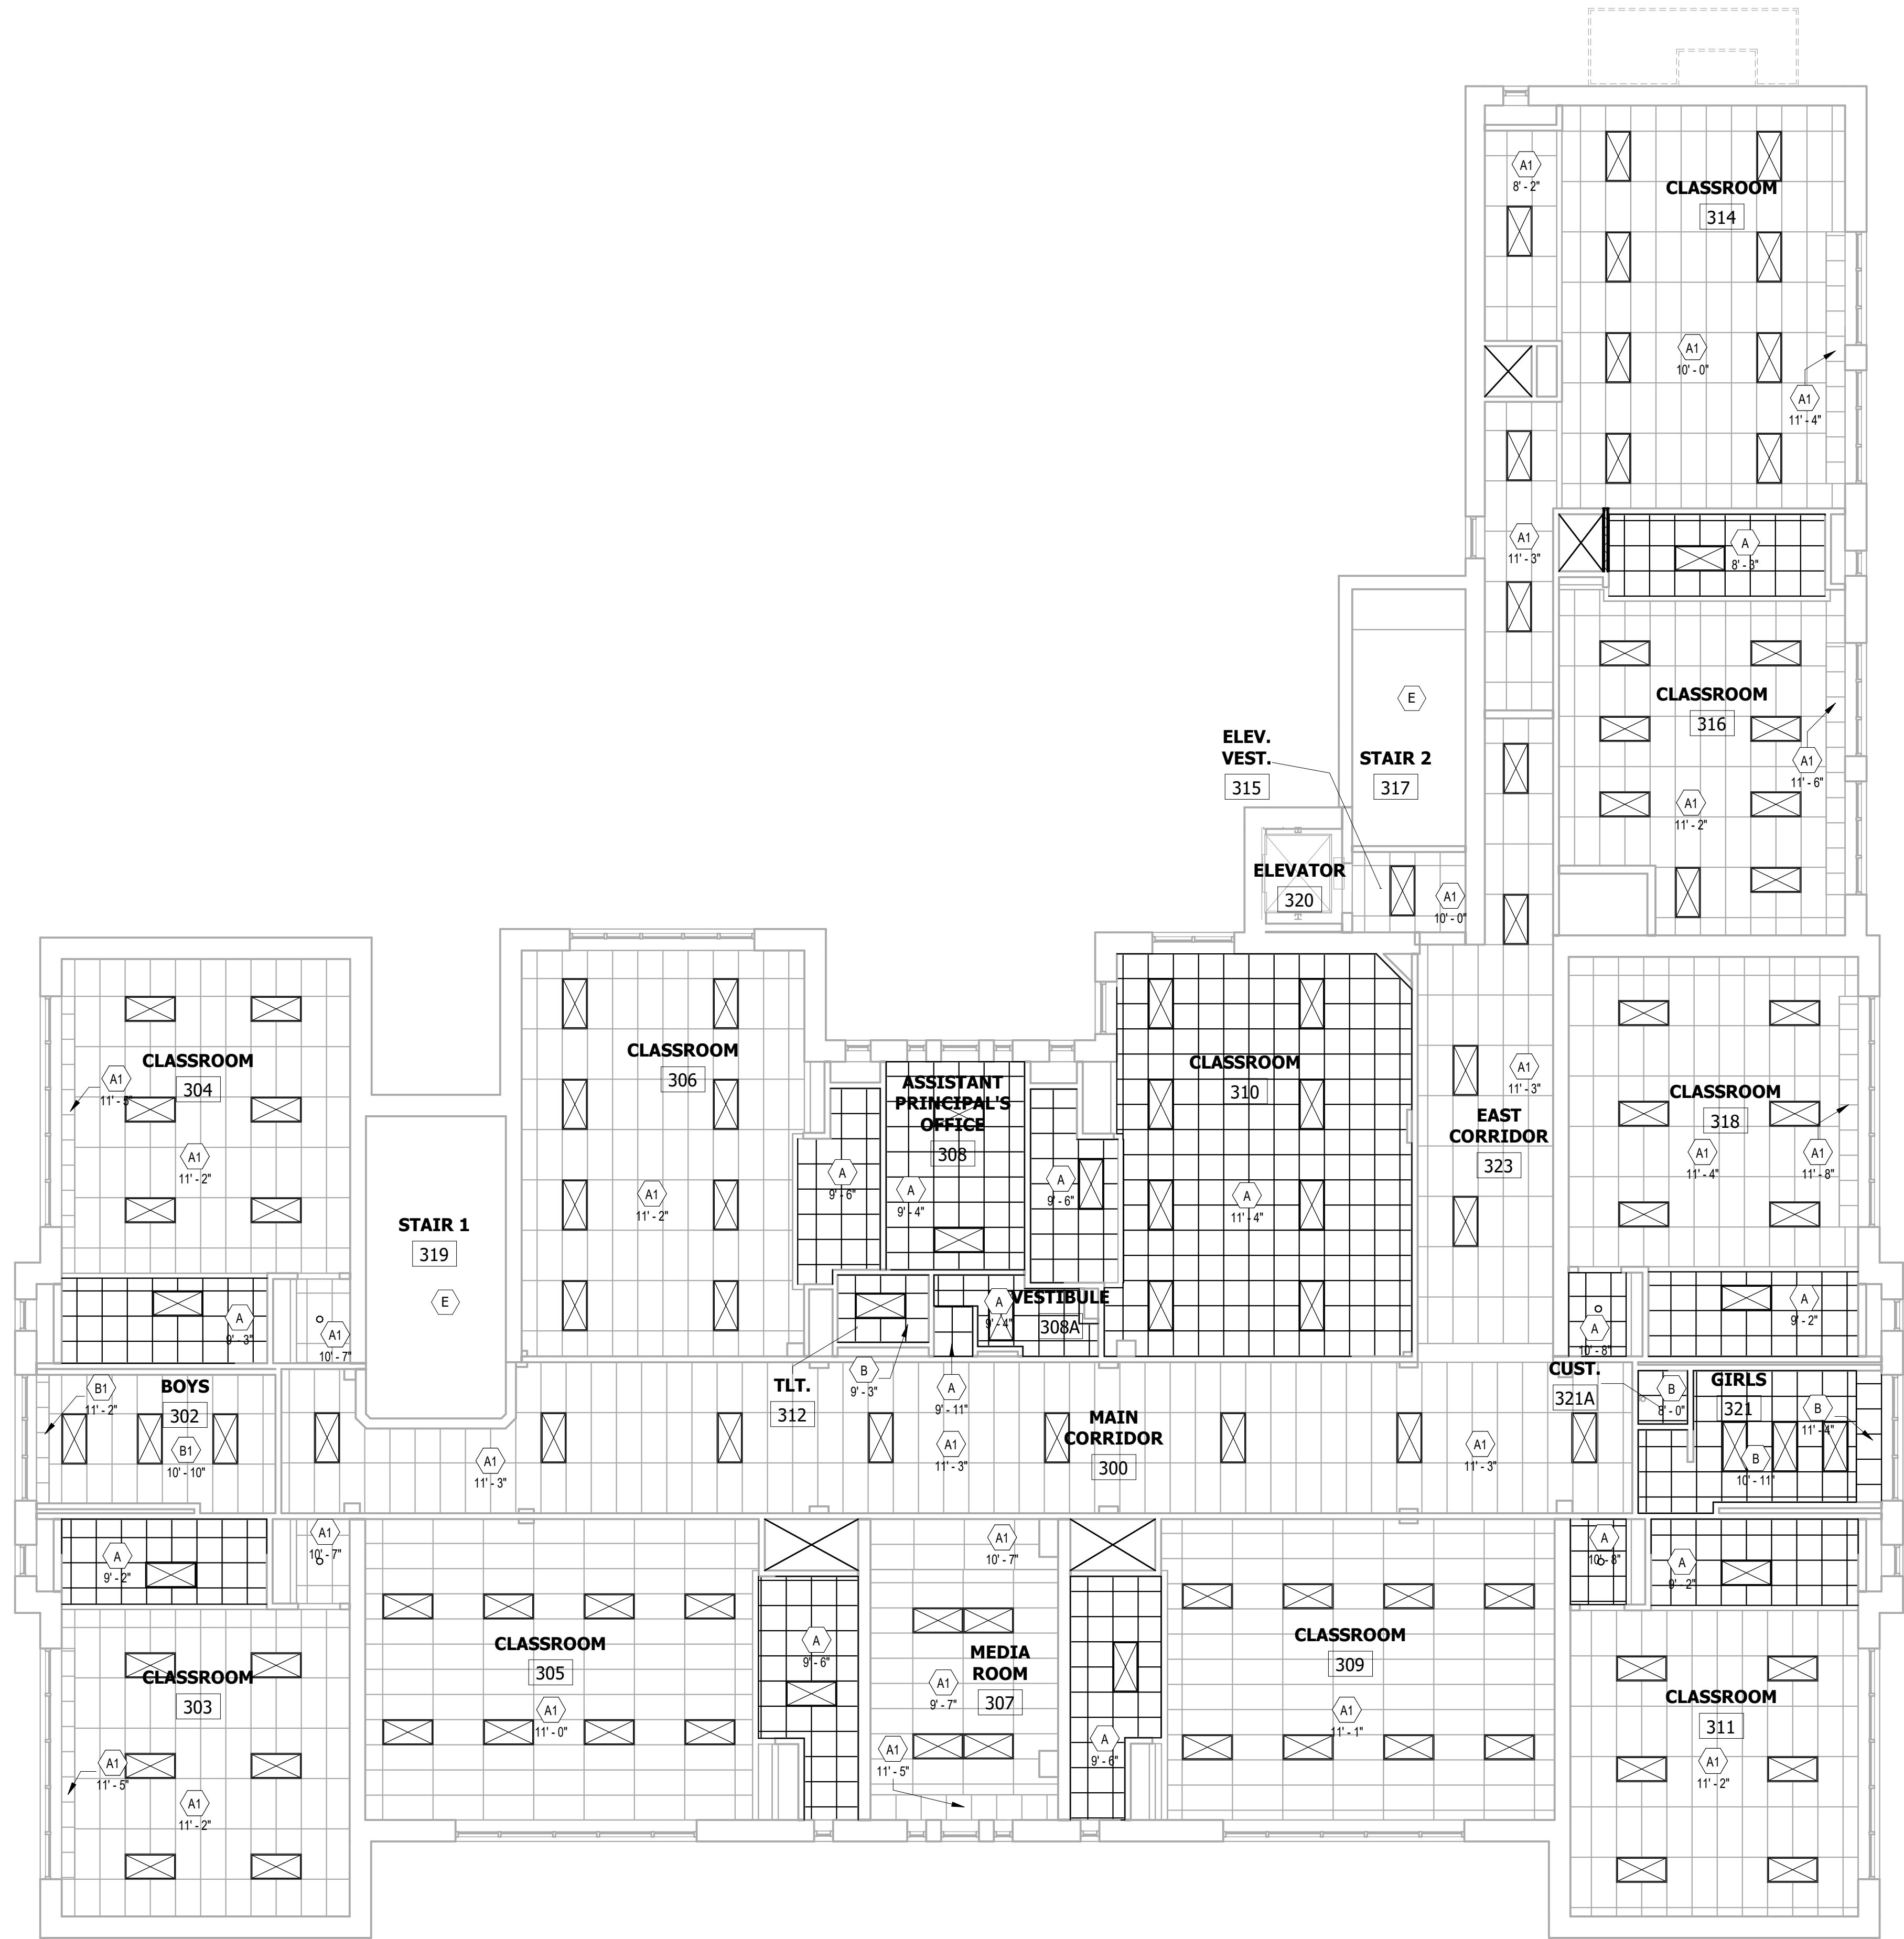 A1
8' - 2"
CLASSROOM
314
A1
10' - 0"
A1
11' - 4"
A1
11' - 3"
A
8' - 3"
E
CLASSROOM
316
ELEV.
VEST.
315
STAIR 2
317
A1
11' - 6"
A1
11' - 2"
ELEVATOR
320
A1
10' - 0"
CLASSROOM
304
A1
11' - 5"
A1
11' - 2"
CLASSROOM
306
A1
11' - 2"
ASSISTANT
PRINCIPAL'S
OFFICE
308
A
9' - 6"
A
9' - 4"
A
9' - 6"
CLASSROOM
310
A
11' - 4"
A1
11' - 3"
EAST
CORRIDOR
323
CLASSROOM
318
A1
11' - 4"
A1
11' - 8"
STAIR 1
319
E
A
9' - 3"
A1
10' - 7"
VESTIBULE
308A
A
9' - 4"
A
10' - 8"
A
9' - 2"
B1
11' - 2"
BOYS
302
B1
10' - 10"
TLT.
312
B
9' - 3"
A
9' - 11"
MAIN
CORRIDOR
300
A1
11' - 3"
A1
11' - 3"
A1
11' - 3"
CUST.
321A
B
8' - 0"
GIRLS
321
B
11' - 4"
B
10' - 11"
A
9' - 2"
A1
10' - 7"
A1
10' - 7"
A
10' - 8"
A
9' - 2"
CLASSROOM
303
A1
11' - 5"
A1
11' - 2"
CLASSROOM
305
A1
11' - 0"
A
9' - 6"
MEDIA
ROOM
307
A1
9' - 7"
A1
11' - 5"
A
9' - 6"
CLASSROOM
309
A1
11' - 1"
CLASSROOM
311
A1
11' - 2"